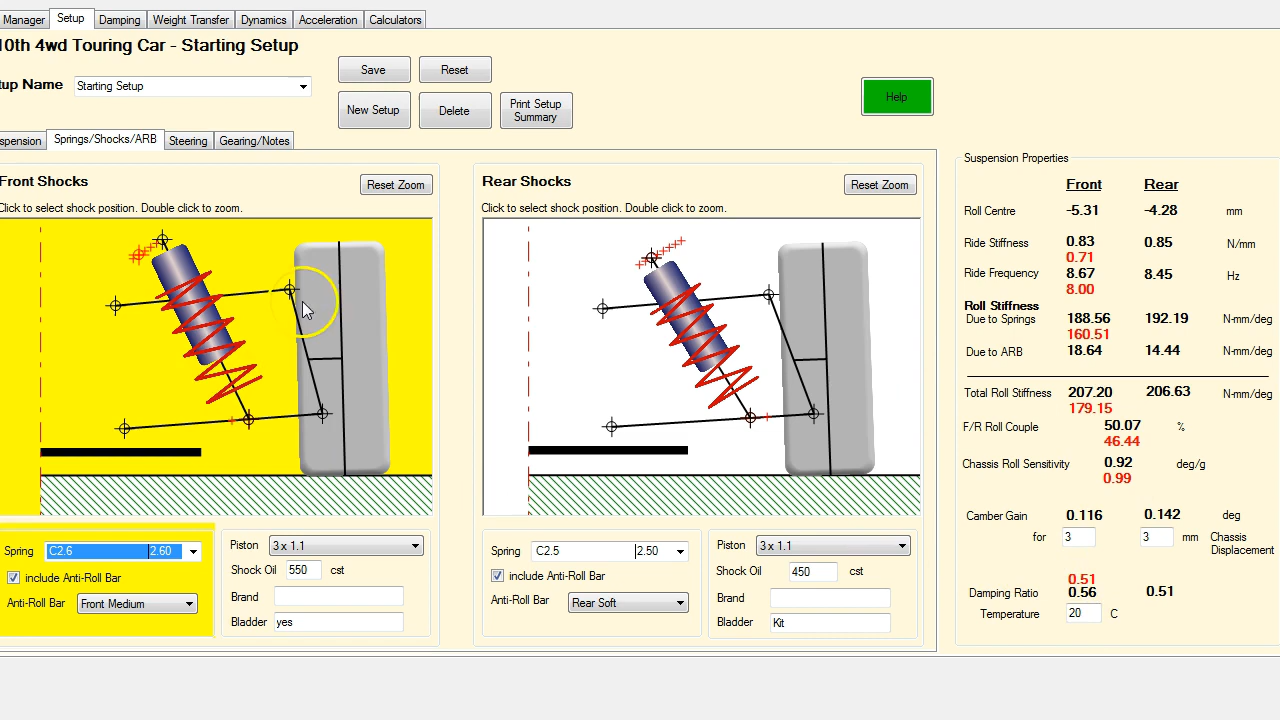 Manager Setup Damping Weight Transfer Dynamics Acceleration Calculators
10th 4wd Touring Car - Starting Setup
Save Reset
up Name Starting Setup
Help
New Setup Delete Print Setup Summary
spension Springs/Shocks/ARB Steering Gearing/Notes
Front Shocks Reset Zoom
Click to select shock position. Double click to zoom.
Rear Shocks Reset Zoom
Click to select shock position. Double click to zoom.
Spring C2.6 2.60
include Anti-Roll Bar
Anti-Roll Bar Front Medium
Piston 3 x 1.1
Shock Oil 550 cst
Brand
Bladder yes
Spring C2.5 2.50
include Anti-Roll Bar
Anti-Roll Bar Rear Soft
Piston 3 x 1.1
Shock Oil 450 cst
Brand
Bladder Kit
Suspension Properties
Front Rear
Roll Centre -5.31 -4.28 mm
Ride Stiffness 0.83 0.85 N/mm
0.71
Ride Frequency 8.67 8.45 Hz
8.00
Roll Stiffness
Due to Springs 188.56 192.19 N-mm/deg
160.51
Due to ARB 18.64 14.44 N-mm/deg
Total Roll Stiffness 207.20 206.63 N-mm/deg
179.15
F/R Roll Couple 50.07 %
46.44
Chassis Roll Sensitivity 0.92 deg/g
0.99
Camber Gain 0.116 0.142 deg
for 3 3 mm Chassis
Displacement
0.51
Damping Ratio 0.56 0.51
Temperature 20 C